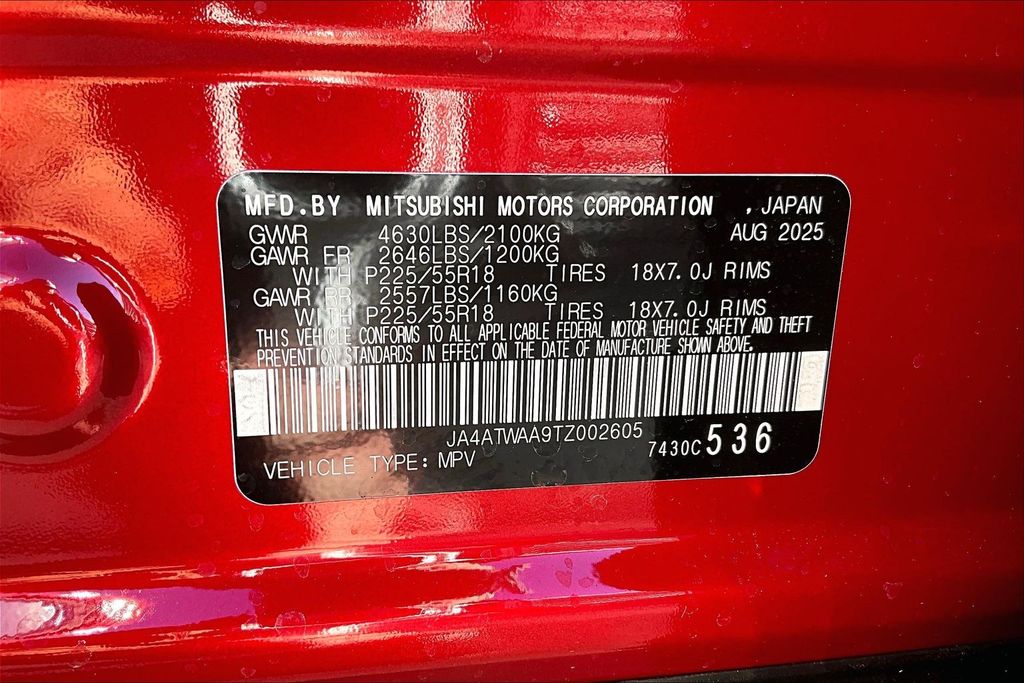 MFD.BY MITSUBISHI MOTORS CORPORATION , JAPAN
GVWR 4630LBS/2100KG AUG 2025
GAWR FR 2646LBS/1200KG
WITH P225/55R18 TIRES 18X7.0J RIMS
GAWR RR 2557LBS/1160KG
WITH P225/55R18 TIRES 18X7.0J RIMS
THIS VEHICLE CONFORMS TO ALL APPLICABLE FEDERAL MOTOR VEHICLE SAFETY AND THEFT
PREVENTION STANDARDS IN EFFECT ON THE DATE OF MANUFACTURE SHOWN ABOVE.
JA4ATWAA9TZ002605
7430C536
VEHICLE TYPE: MPV